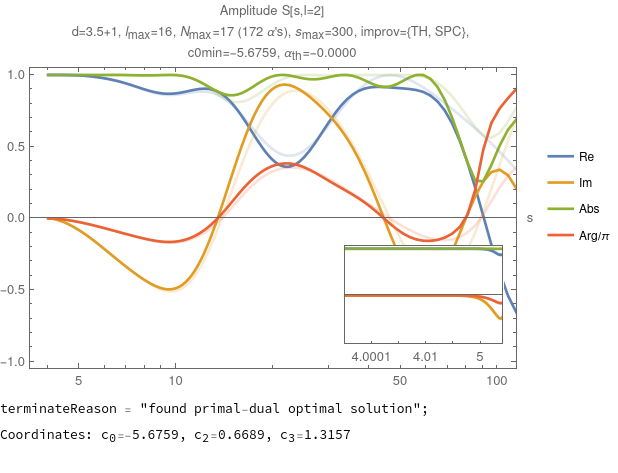 Amplitude S[s,l=2]
d=3.5+1, lmax=16, Nmax=17 (172 α's), smax=300, improv={TH, SPC},
c0min=-5.6759, αth=-0.0000
1.0
0.5
0.0
-0.5
-1.0
s
Re
Im
Abs
Arg/π
4.0001 4.01 5
5 10 50 100
terminateReason = "found primal-dual optimal solution";
Coordinates: c0=-5.6759, c2=0.6689, c3=1.3157